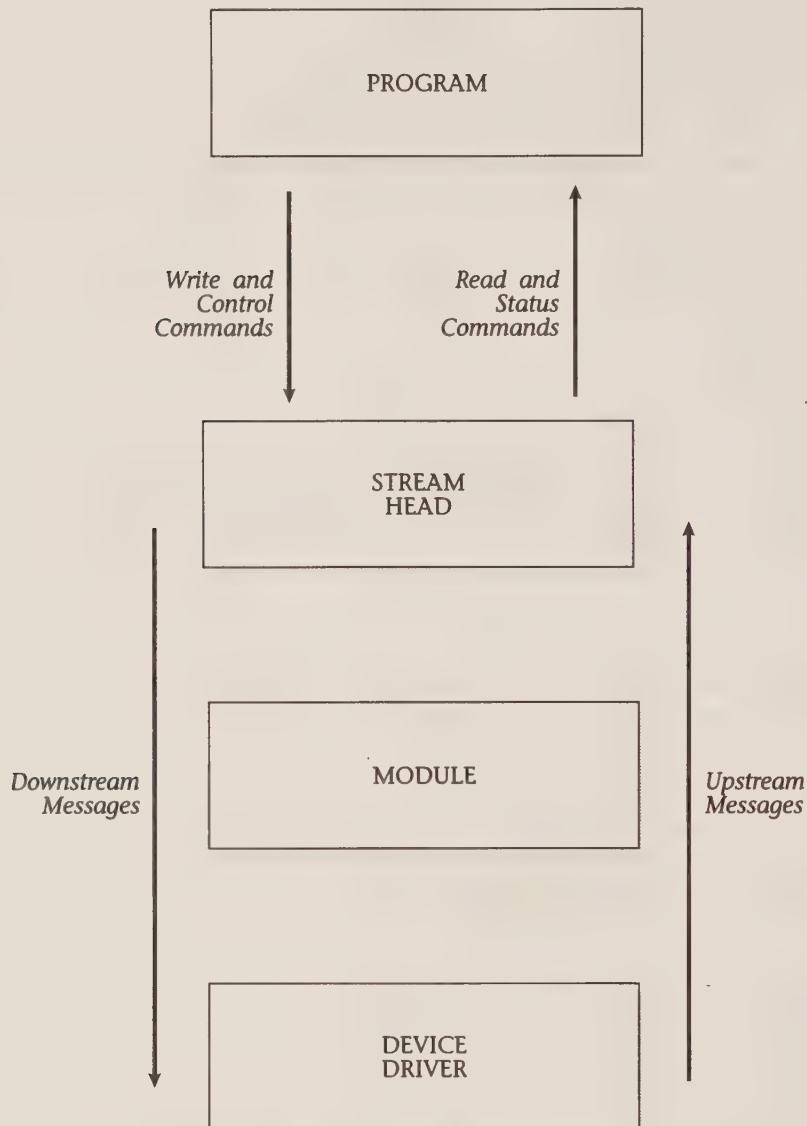 PROGRAM
Write and
Control
Commands
Read and
Status
Commands
STREAM
HEAD
Downstream
Messages
MODULE
Upstream
Messages
DEVICE
DRIVER